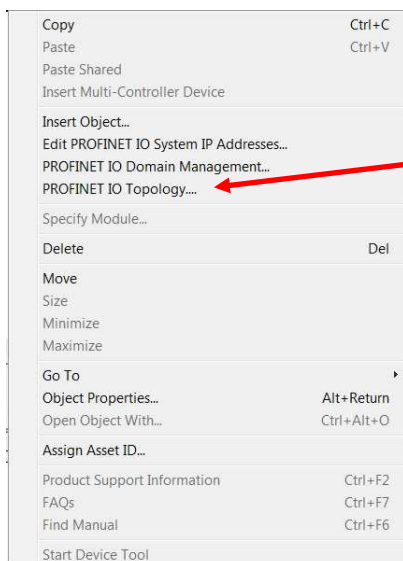 Copy Ctrl+C
Paste Ctrl+V
Paste Shared
Insert Multi-Controller Device
Insert Object...
Edit PROFINET IO System IP Addresses...
PROFINET IO Domain Management...
PROFINET IO Topology....
Specify Module...
Delete Del
Move
Size
Minimize
Maximize
Go To
Object Properties... Alt+Return
Open Object With... Ctrl+Alt+O
Assign Asset ID...
Product Support Information Ctrl+F2
FAQs Ctrl+F7
Find Manual Ctrl+F6
Start Device Tool